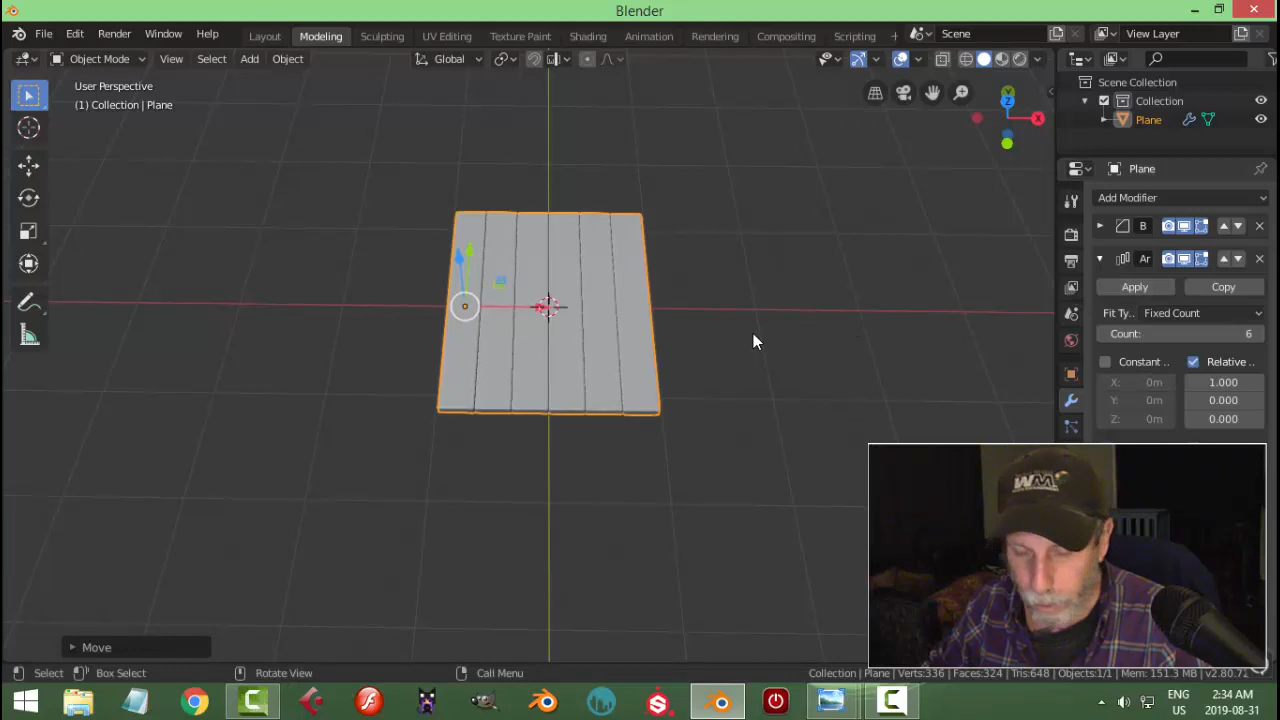 Blender
File Edit Render Window Help Layout Modeling Sculpting UV Editing Texture Paint Shading Animation Rendering Compositing Scripting + Scene View Layer
Object Mode View Select Add Object Global
User Perspective
(1) Collection | Plane
Scene Collection
Collection
Plane
Plane
Add Modifier
B
Ar
Apply Copy
Fit Ty.. Fixed Count
Count: 6
Constant .. Relative ..
X: 0m 1.000
Y: 0m 0.000
Z: 0m 0.000
Z
X
WM
Move
Select Box Select Rotate View Call Menu Collection | Plane | Verts:336 | Faces:324 | Tris:648 | Objects:1/1 | Mem: 151.3 MB | v2.80.71
ENG 2:34 AM
US 2019-08-31